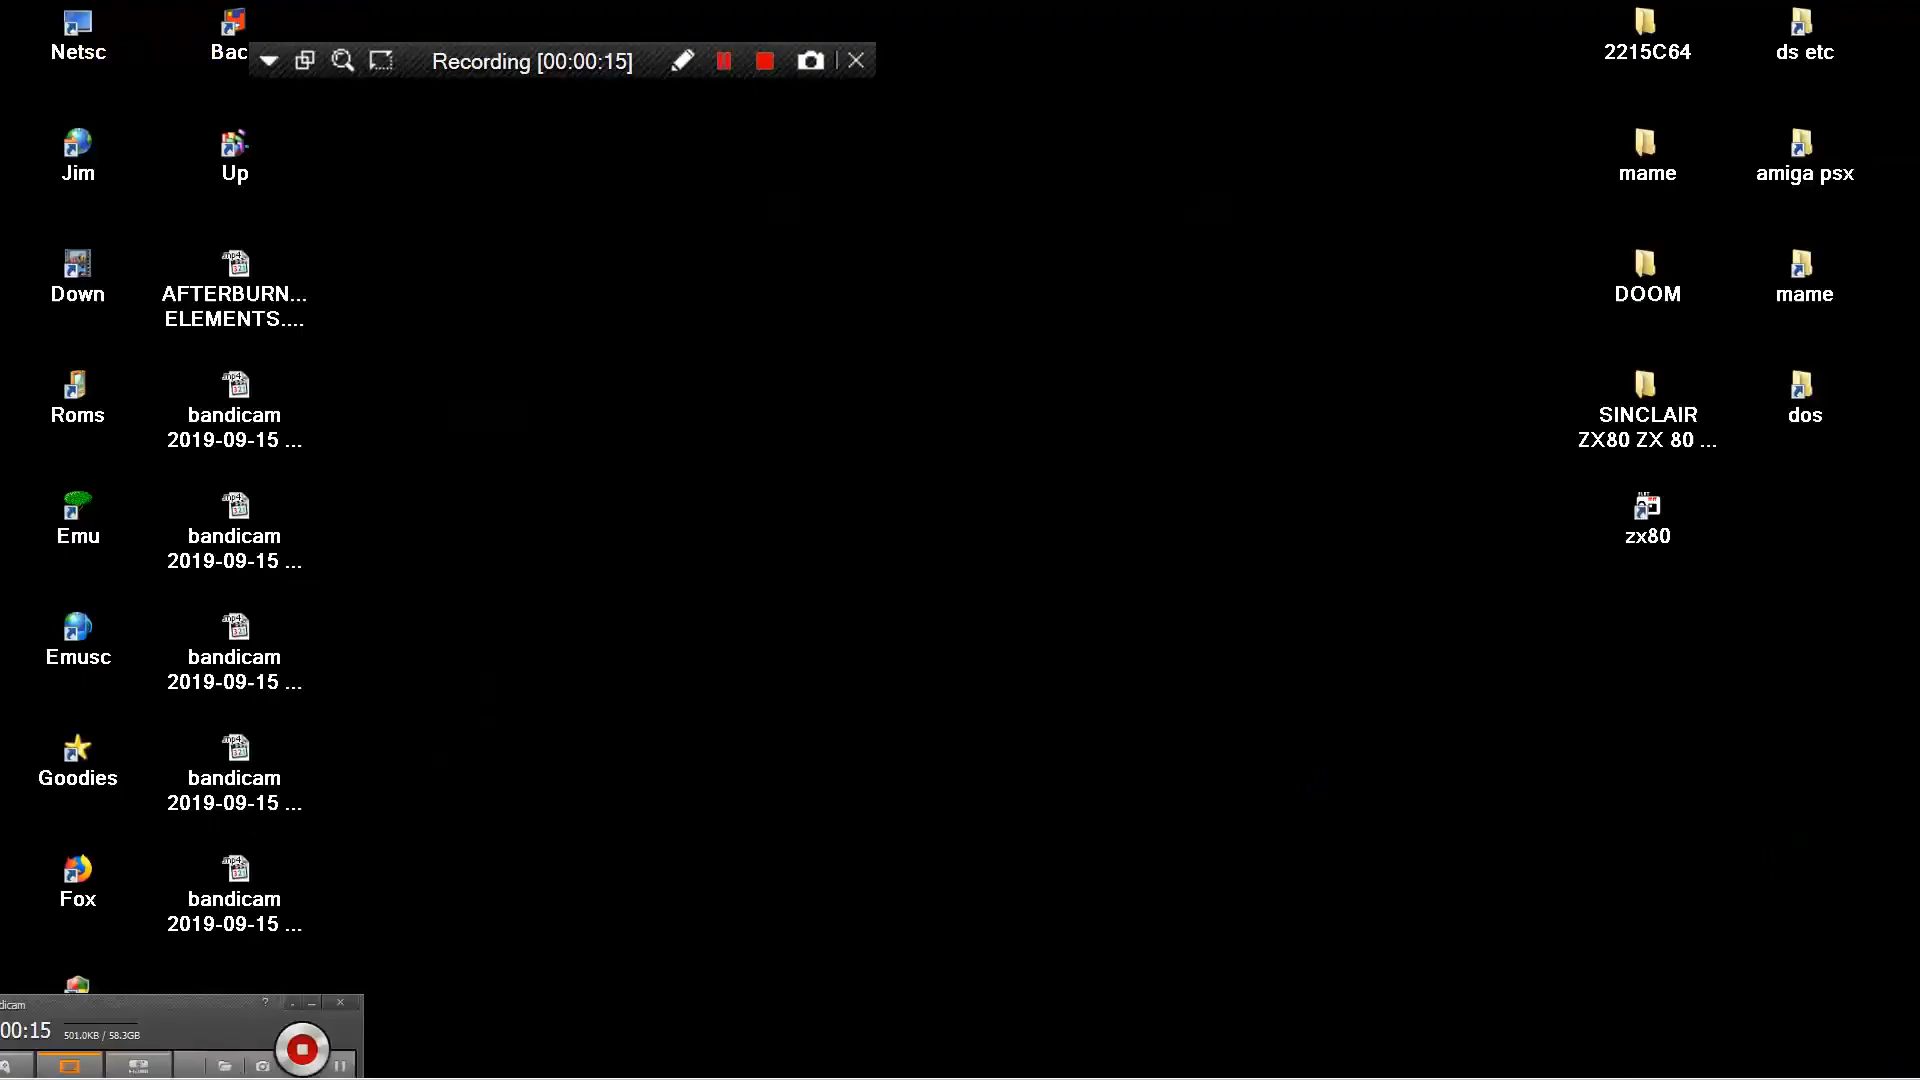 Netsc
Bac
Recording [00:00:15]
2215C64
ds etc
Jim
Up
mame
amiga psx
Down
AFTERBURN...
ELEMENTS....
DOOM
mame
Roms
bandicam
2019-09-15 ...
SINCLAIR
ZX80 ZX 80 ...
dos
Emu
bandicam
2019-09-15 ...
zx80
Emusc
bandicam
2019-09-15 ...
Goodies
bandicam
2019-09-15 ...
Fox
bandicam
2019-09-15 ...
dicam
00:15
501.0KB / 58.3GB